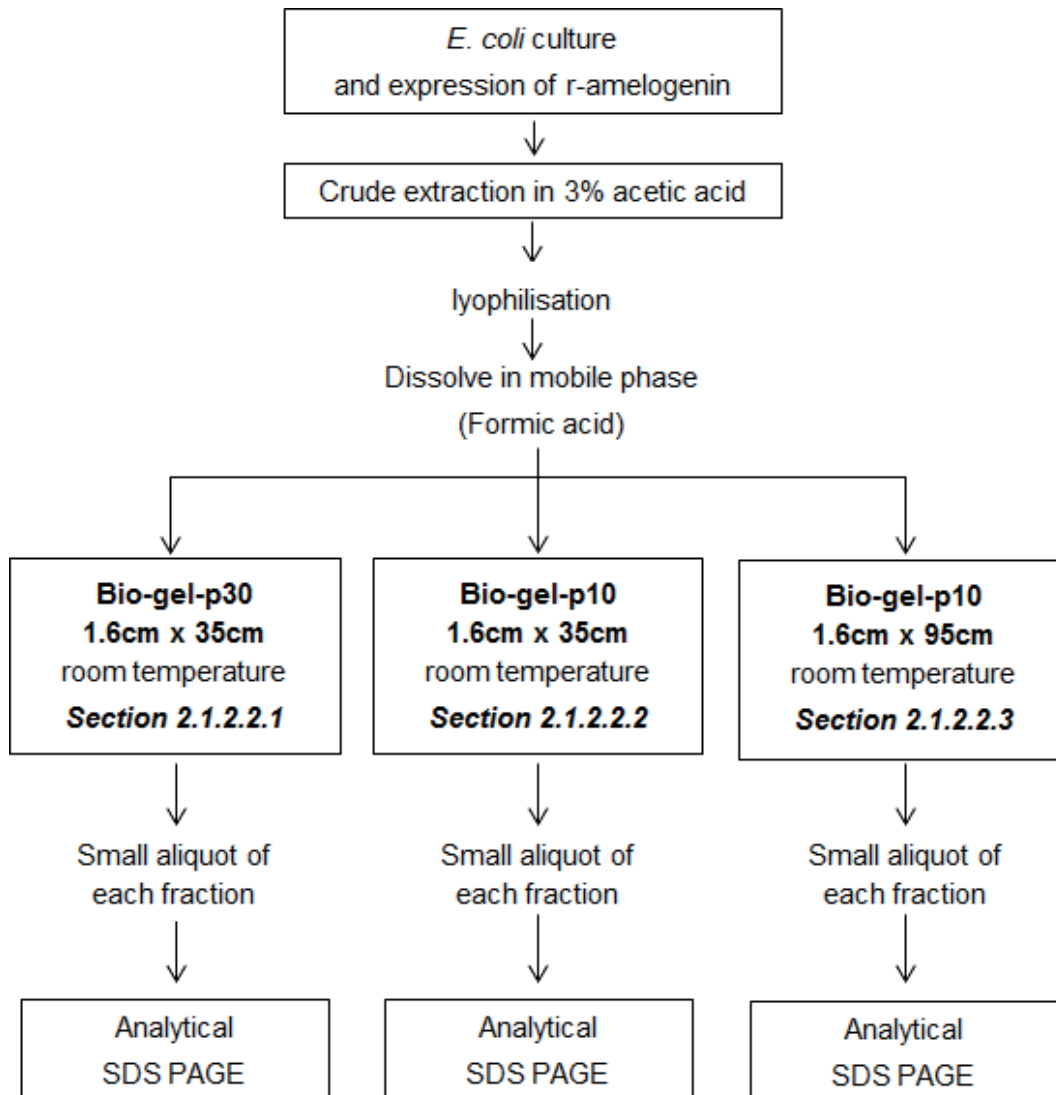 E. coli culture
and expression of r-amelogenin
Crude extraction in 3% acetic acid
lyophilisation
Dissolve in mobile phase
(Formic acid)
Bio-gel-p30
1.6cm x 35cm
room temperature
Section 2.1.2.2.1
Bio-gel-p10
1.6cm x 35cm
room temperature
Section 2.1.2.2.2
Bio-gel-p10
1.6cm x 95cm
room temperature
Section 2.1.2.2.3
Small aliquot of
each fraction
Small aliquot of
each fraction
Small aliquot of
each fraction
Analytical
SDS PAGE
Analytical
SDS PAGE
Analytical
SDS PAGE